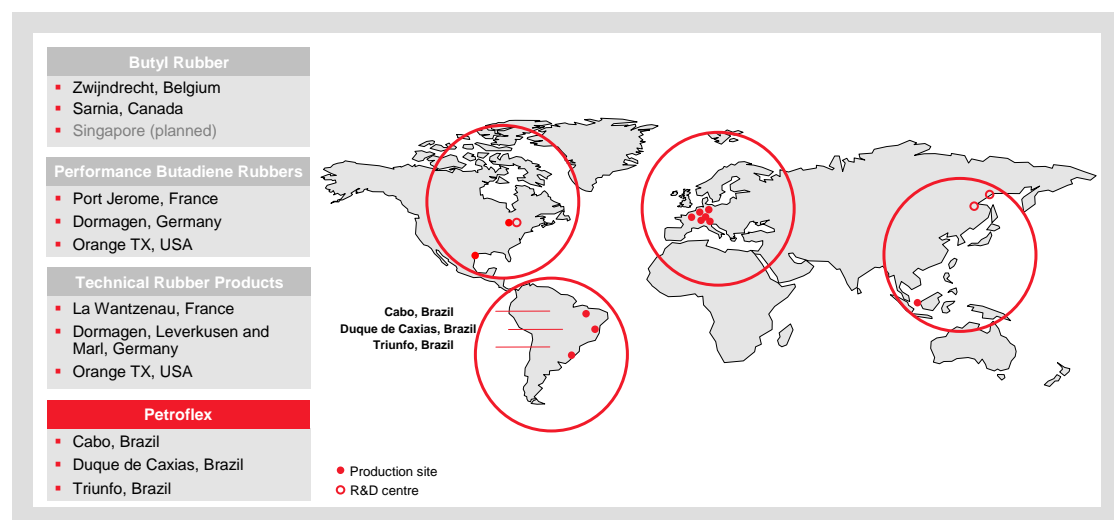 Butyl Rubber
▪ Zwijndrecht, Belgium
▪ Sarnia, Canada
▪ Singapore (planned)
Performance Butadiene Rubbers
▪ Port Jerome, France
▪ Dormagen, Germany
▪ Orange TX, USA
Technical Rubber Products
▪ La Wantzenau, France
▪ Dormagen, Leverkusen and
Marl, Germany
▪ Orange TX, USA
Petroflex
▪ Cabo, Brazil
▪ Duque de Caxias, Brazil
▪ Triunfo, Brazil
Cabo, Brazil
Duque de Caxias, Brazil
Triunfo, Brazil
Production site
R&D centre